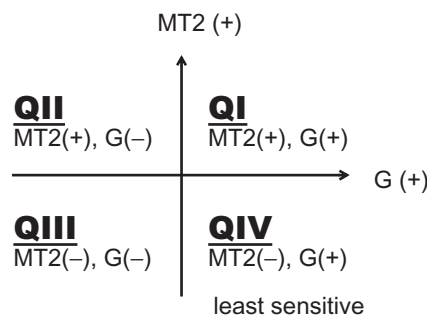 MT2 (+)
QII QI
MT2(+), G(–) MT2(+), G(+)
G (+)
QIII QIV
MT2(–), G(–) MT2(–), G(+)
least sensitive